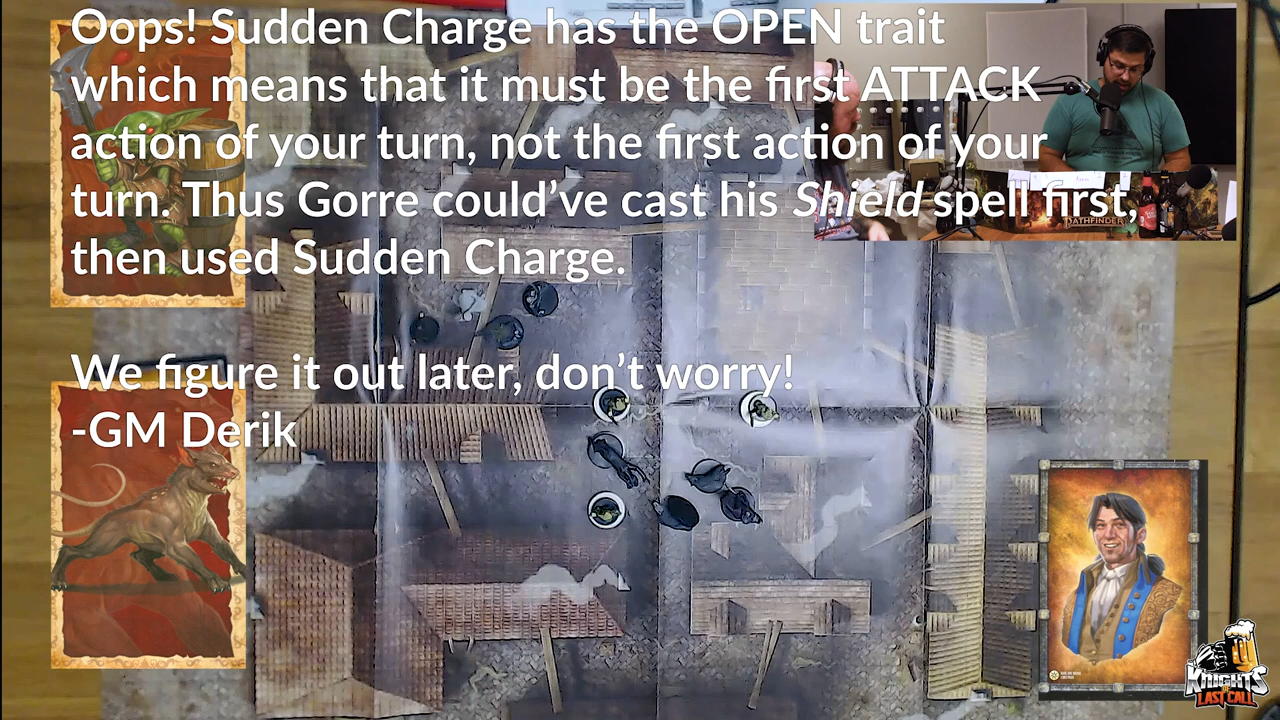 Oops! Sudden Charge has the OPEN trait
which means that it must be the first ATTACK
action of your turn, not the first action of your
turn. Thus Gorre could've cast his Shield spell first,
then used Sudden Charge.
We figure it out later, don't worry!
-GM Derik
PATHFINDER
KNIGHTS
OF
LAST CALL